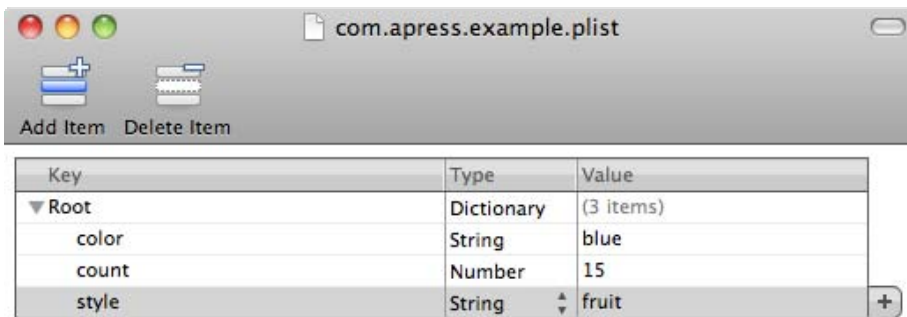 com.apress.example.plist
Add Item Delete Item
Key Type Value
Root Dictionary (3 items)
color String blue
count Number 15
style String fruit